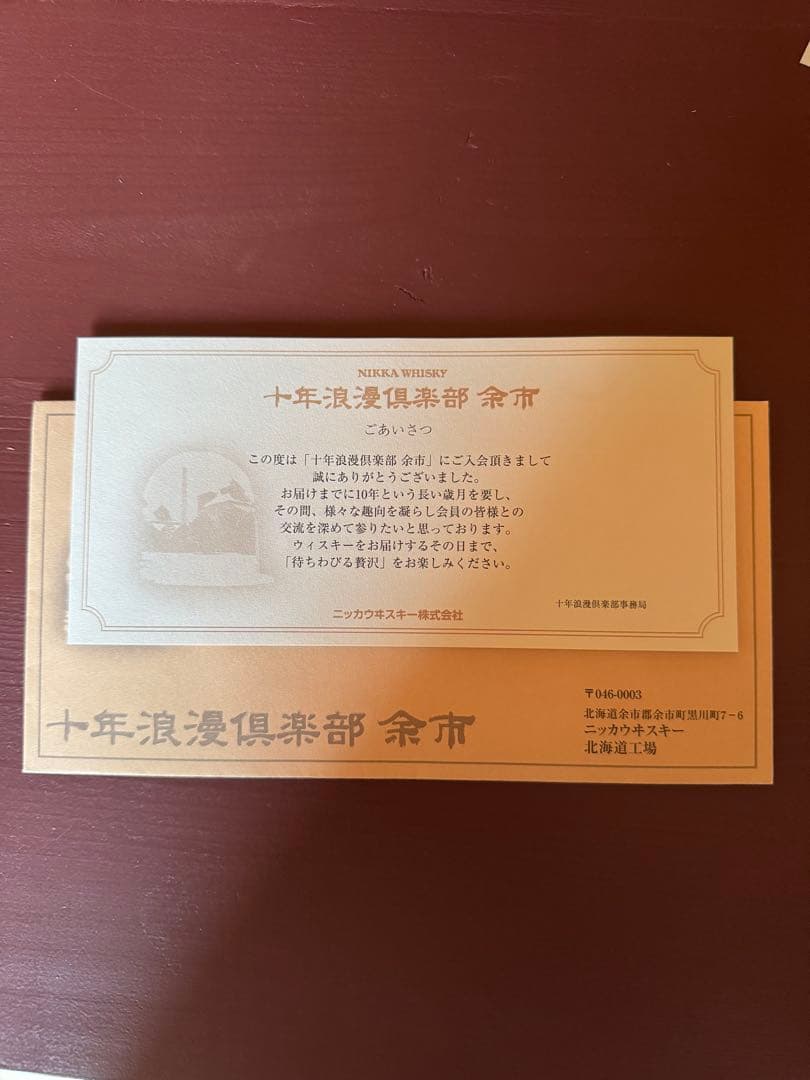 NIKKA WHISKY
十年浪漫倶楽部 余市
ごあいさつ
この度は「十年浪漫倶楽部 余市」にご入会頂きまして
誠にありがとうございました。
お届けまでに10年という長い歳月を要し、
その間、様々な趣向を凝らし会員の皆様との
交流を深めて参りたいと思っております。
ウィスキーをお届けするその日まで、
「待ちわびる贅沢」をお楽しみください。
十年浪漫倶楽部事務局
ニッカウヰスキー株式会社
十年浪漫倶楽部 余市
〒046-0003
北海道余市郡余市町黒川町7-6
ニッカウヰスキー
北海道工場